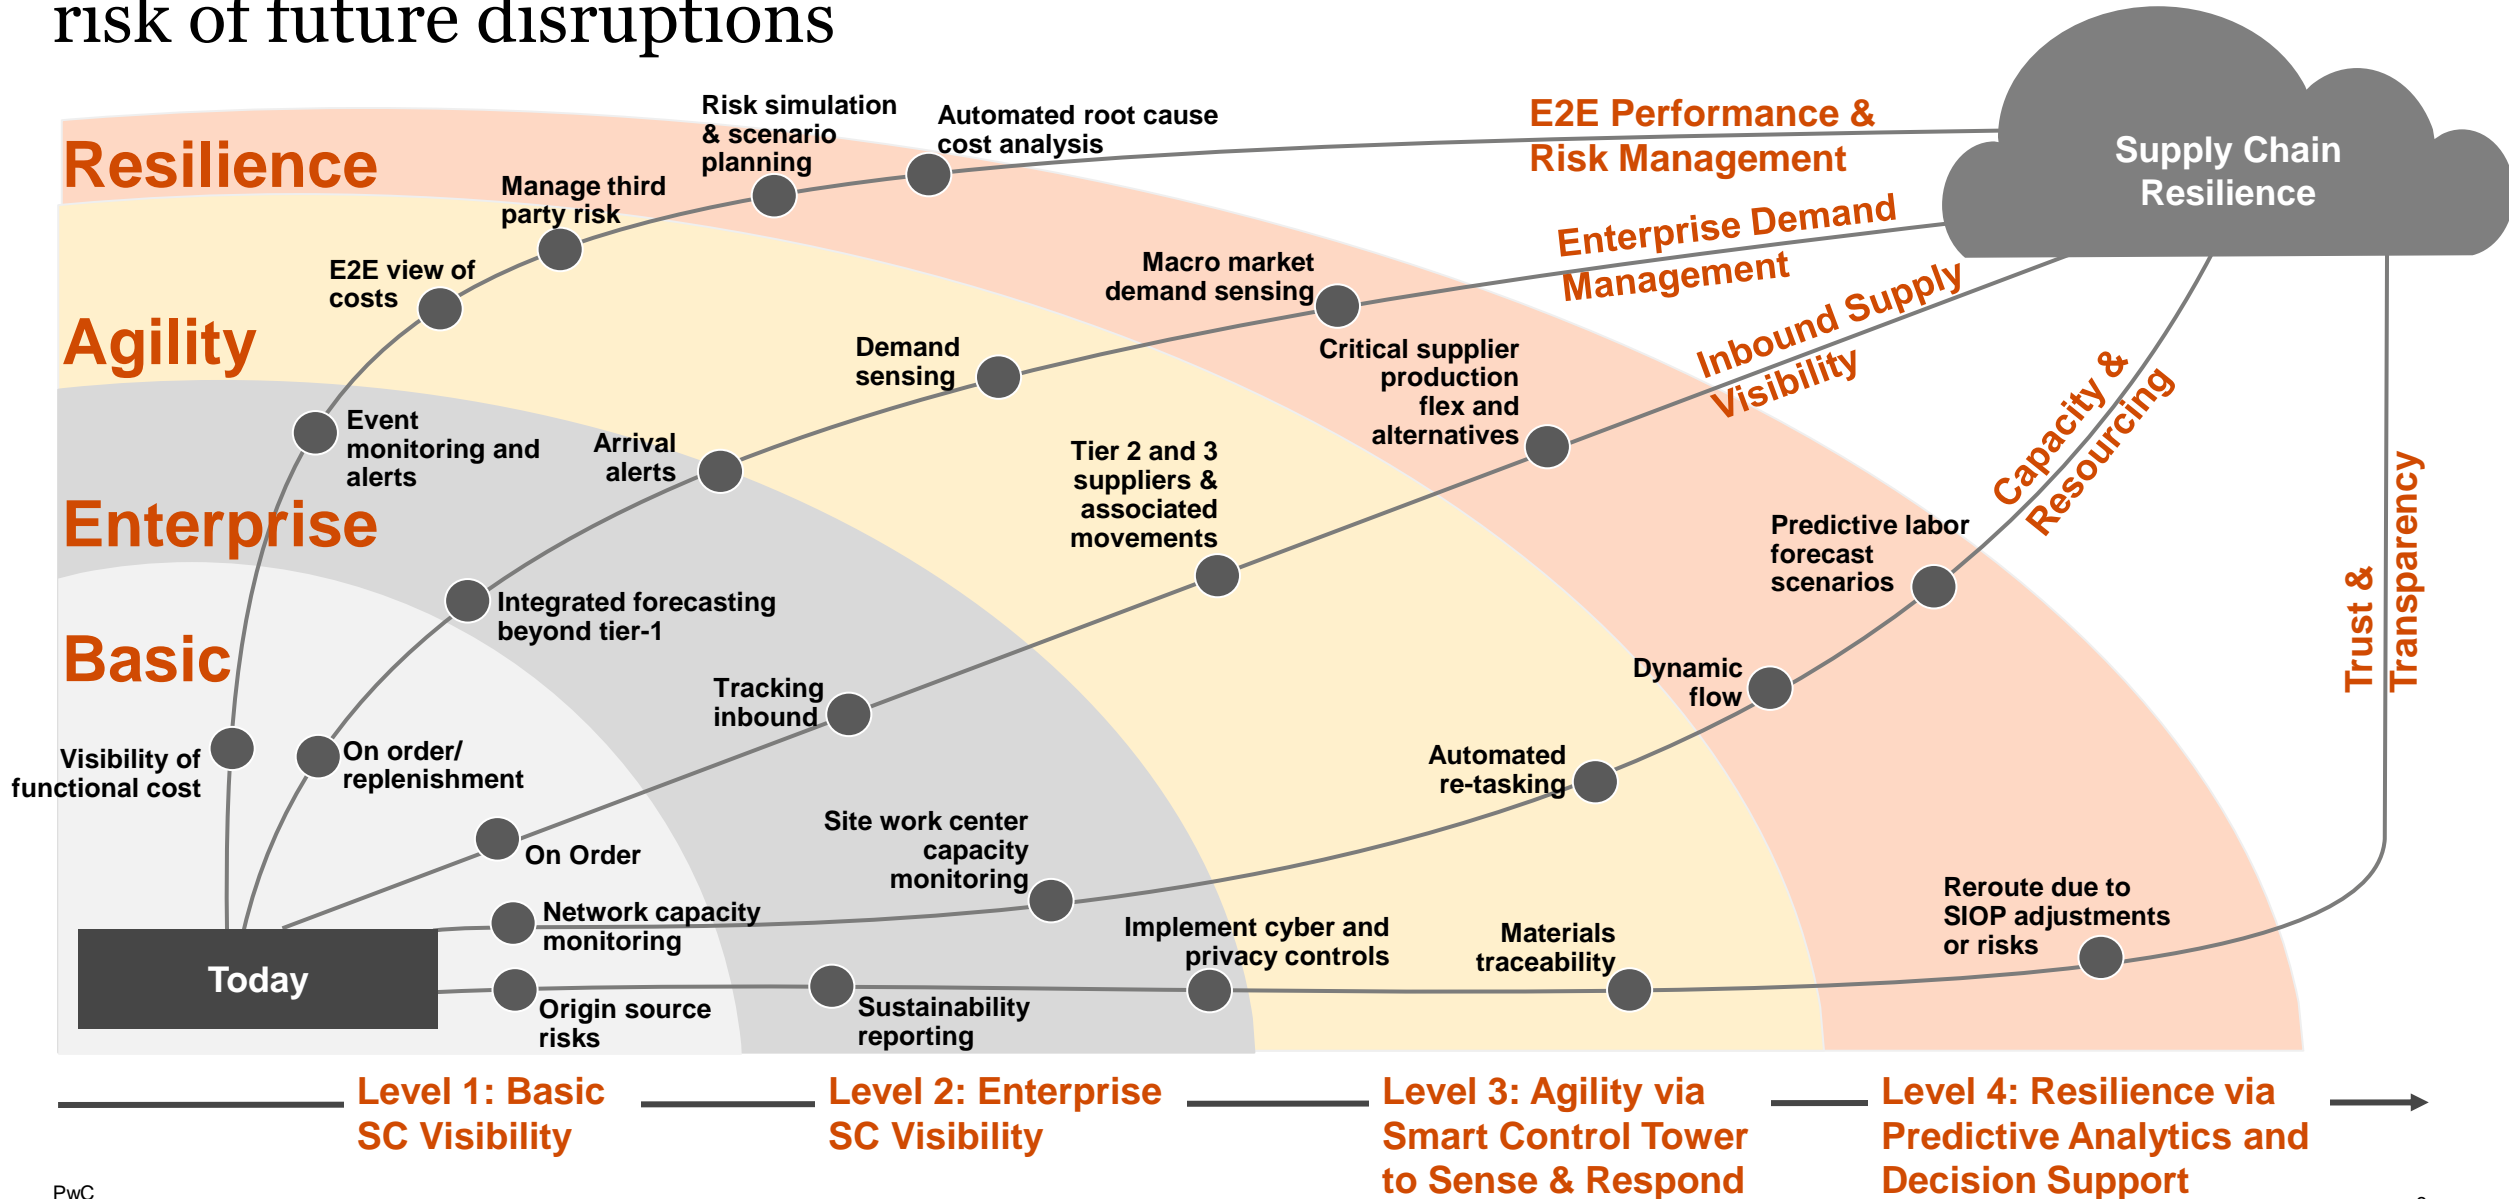 risk of future disruptions
Resilience
Agility
Enterprise
Basic
Risk simulation
& scenario
planning
Automated root cause
cost analysis
Manage third
party risk
E2E view of
costs
Event
monitoring and
alerts
Visibility of
functional cost
E2E Performance &
Risk Management
Supply Chain
Resilience
Enterprise Demand
Management
Macro market
demand sensing
Demand
sensing
Arrival
alerts
Integrated forecasting
beyond tier-1
On order/
replenishment
Inbound Supply
Visibility
Critical supplier
production
flex and
alternatives
Tier 2 and 3
suppliers &
associated
movements
Tracking
inbound
On Order
Capacity &
Resourcing
Predictive labor
forecast
scenarios
Dynamic
flow
Automated
re-tasking
Site work center
capacity
monitoring
Network capacity
monitoring
Trust &
Transparency
Reroute due to
SIOP adjustments
or risks
Materials
traceability
Implement cyber and
privacy controls
Sustainability
reporting
Origin source
risks
Today
Level 1: Basic
SC Visibility
Level 2: Enterprise
SC Visibility
Level 3: Agility via
Smart Control Tower
to Sense & Respond
Level 4: Resilience via
Predictive Analytics and
Decision Support
PwC